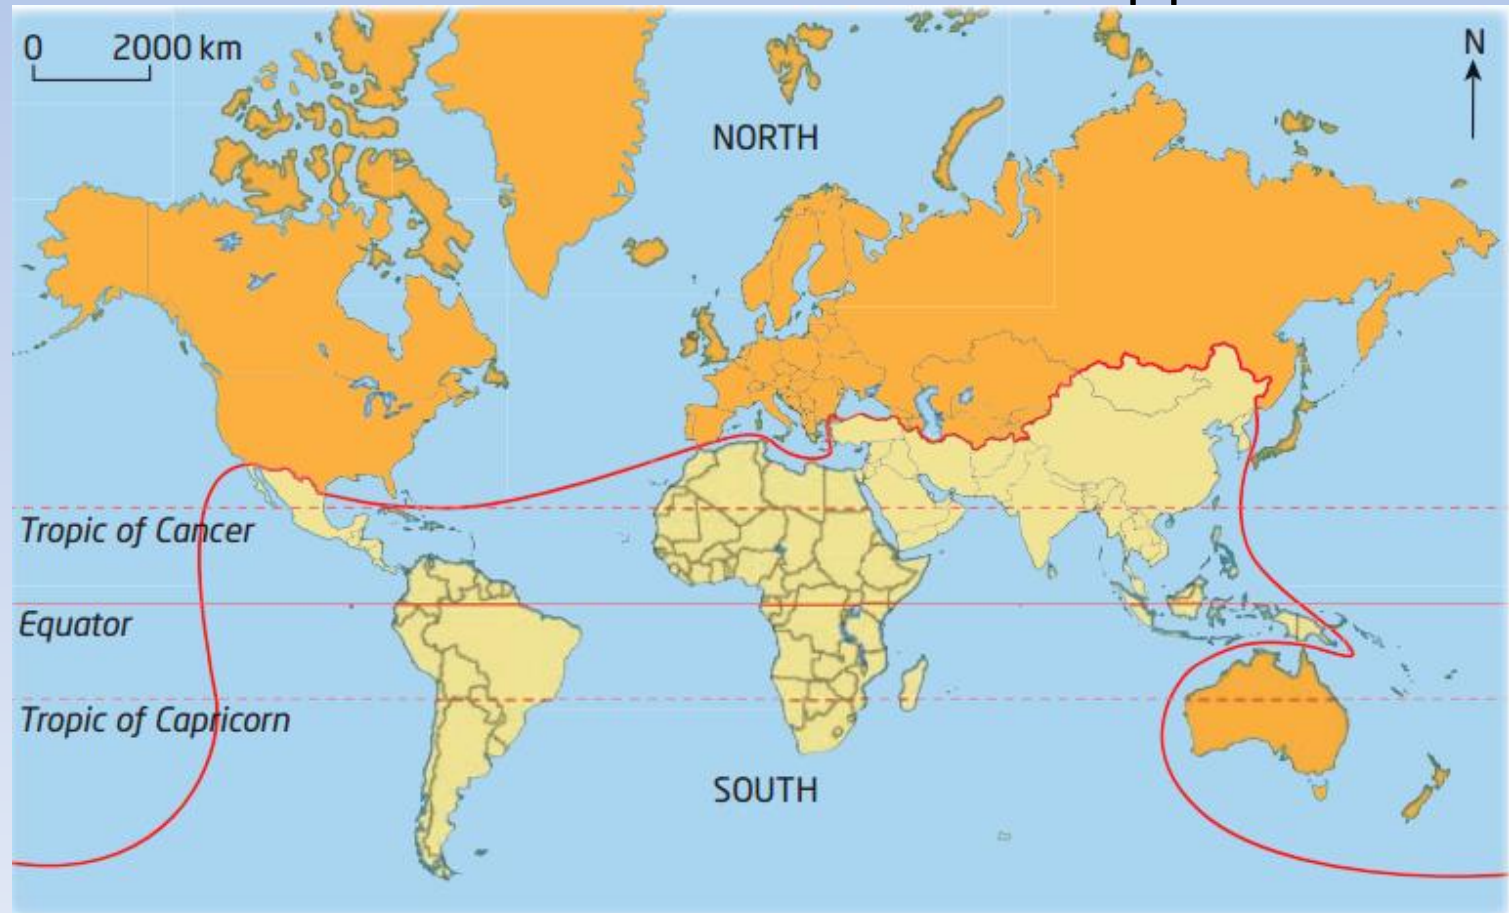 0 2000 km
N
NORTH
Tropic of Cancer
Equator
Tropic of Capricorn
SOUTH